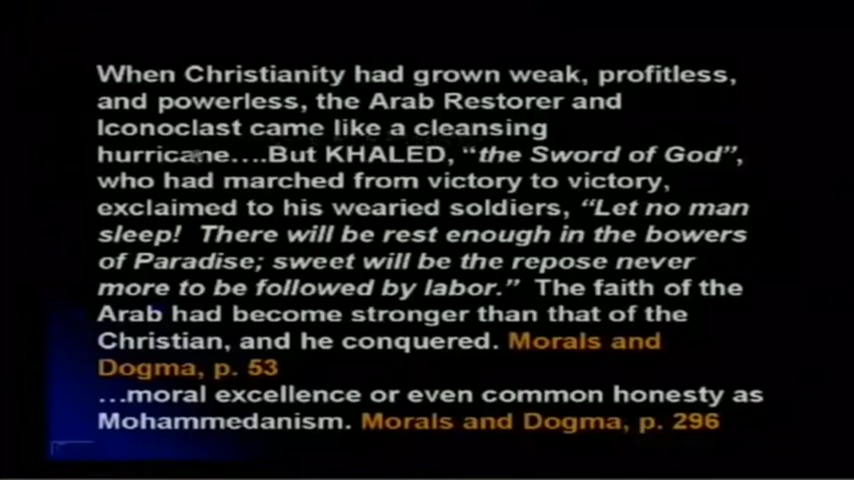 When Christianity had grown weak, profitless,
and powerless, the Arab Restorer and
Iconoclast came like a cleansing
hurricane….But KHALED, “the Sword of God”,
who had marched from victory to victory,
exclaimed to his wearied soldiers, “Let no man
sleep! There will be rest enough in the bowers
of Paradise; sweet will be the repose never
more to be followed by labor.” The faith of the
Arab had become stronger than that of the
Christian, and he conquered. Morals and
Dogma, p. 53
…moral excellence or even common honesty as
Mohammedanism. Morals and Dogma, p. 296